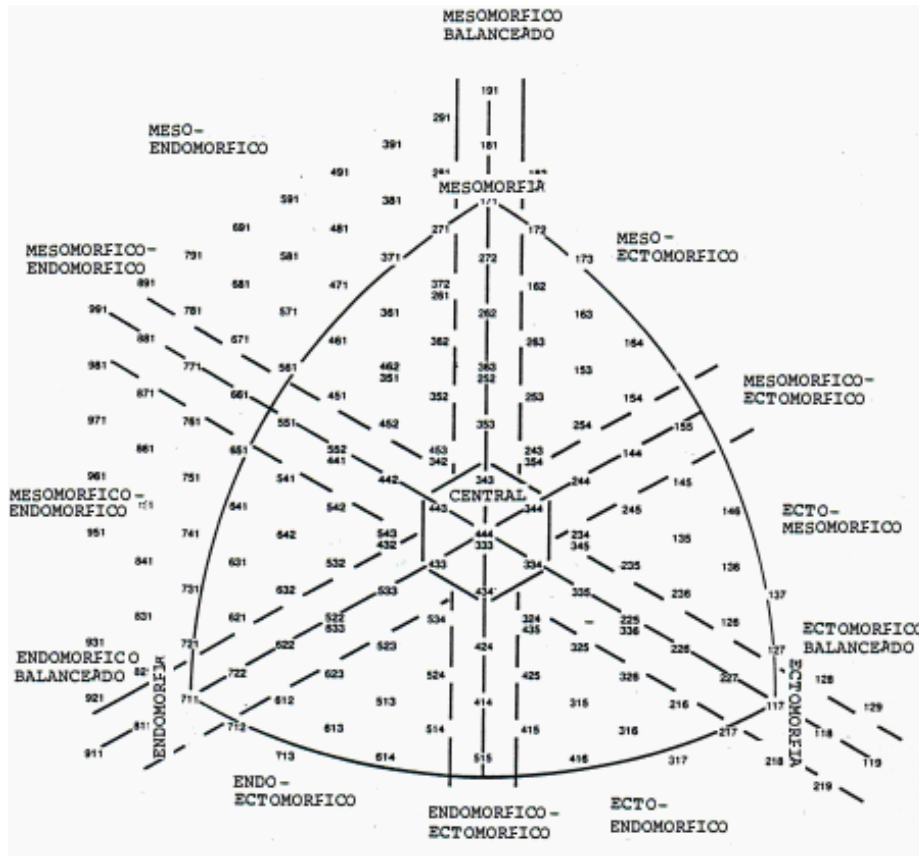 MESOMORFICO
BALANCEADO
191
291
MESO-
ENDOMORFICO
391 181
491
MESOMORFIA
591 381
171
691 481 271 172
MESO-
ECTOMORFICO
MESOMORFICO-
ENDOMORFICO
791 581 371 272 173
891 681 471 372 162
261
991 781 571 361 262 163
881 671 461 362 263 164
981 771 561 462 363 153
351 252
MESOMORFICO-
ECTOMORFICO
871 661 451 352 253 154
971 761 551 452 353 254 155
861 651 552 453 243 144
441 342 354
961 751 541 442 343 244 145
CENTRAL
MESOMORFICO-
ENDOMORFICO
641 542 443 344 245 146
ECTO-
MESOMORFICO
951 741 642 543 444 234 135
432 333 345
841 631 532 433 334 235 136
731 632 533 434 335 236 137
831 621 522 534 324 225 126
633 435 336
931 721 622 523 424 325 226 127
ENDOMORFICO
BALANCEADO
ECTOMORFICO
BALANCEADO
722 623 524 425 326 227 128
921 711 612 513 414 315 216 117 129
ENDOMORFIA
ECTOMORFIA
811 712 613 514 415 316 217 118
911 713 614 515 416 317 218 119
219
ENDO-
ECTOMORFICO
ENDOMORFICO-
ECTOMORFICO
ECTO-
ENDOMORFICO